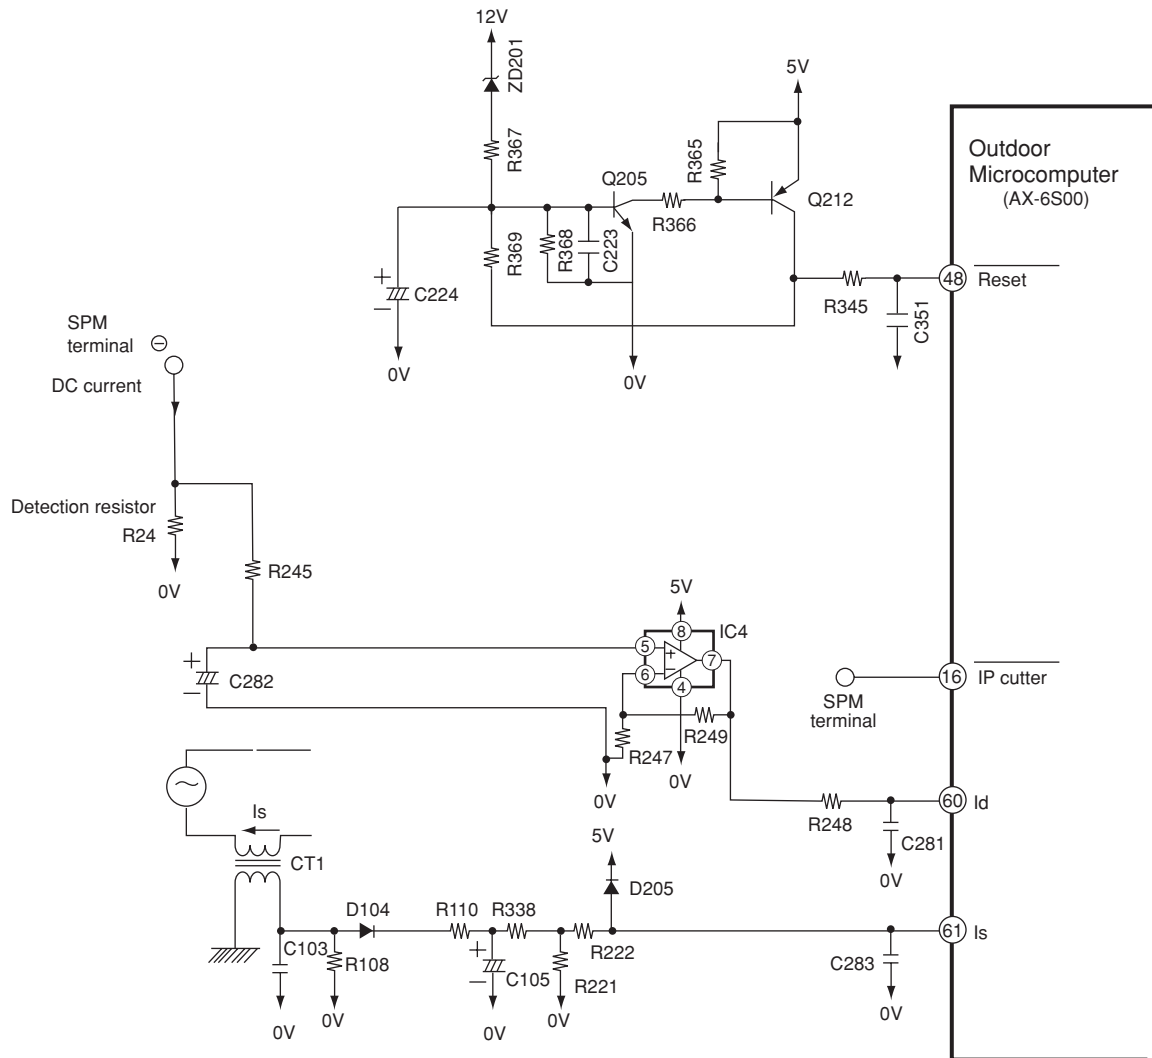 12V
ZD201
5V
R367
R365
Outdoor
Microcomputer
(AX-6S00)
Q205
Q212
R366
R369
R368
C223
+
C224
−
R345
48
Reset
C351
SPM
terminal
⊖
DC current
0V
0V
Detection resistor
R24
0V
R245
5V
8
IC4
5
+
7
6
−
4
+
C282
−
SPM
terminal
16
IP cutter
R249
R247
0V
0V
Is
CT1
R248
60
Id
C281
0V
5V
D205
D104
R110
R338
R222
61
Is
C103
R108
+
C105
−
R221
C283
0V
0V
0V
0V
0V